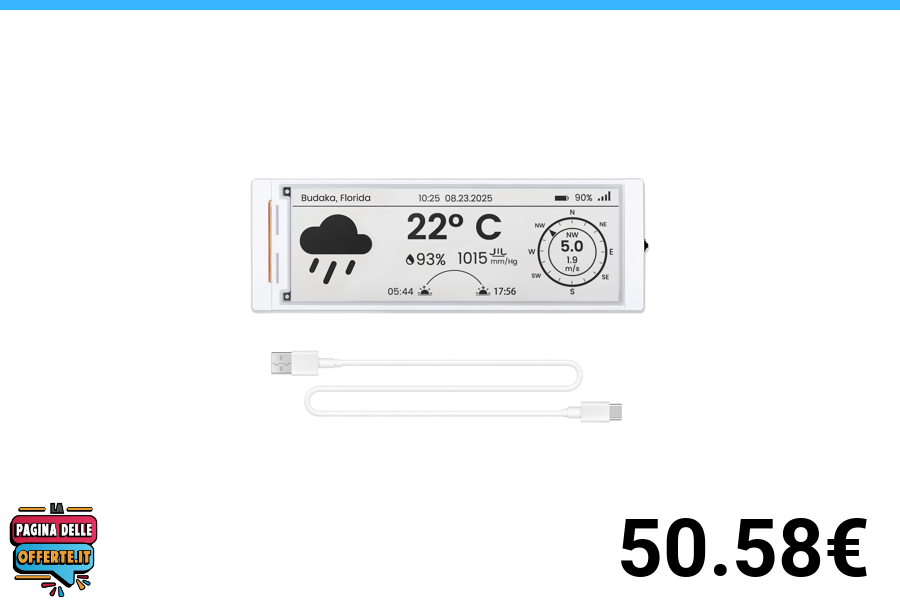 Budaka, Florida
10:25 08.23.2025
90%
22º C
93%
1015 mm/Hg
05:44
17:56
N
NW
NE
NW
5.0
W
E
1.9
m/s
SW
SE
S
LA
PAGINA DELLE
OFFERTE.IT
50.58€